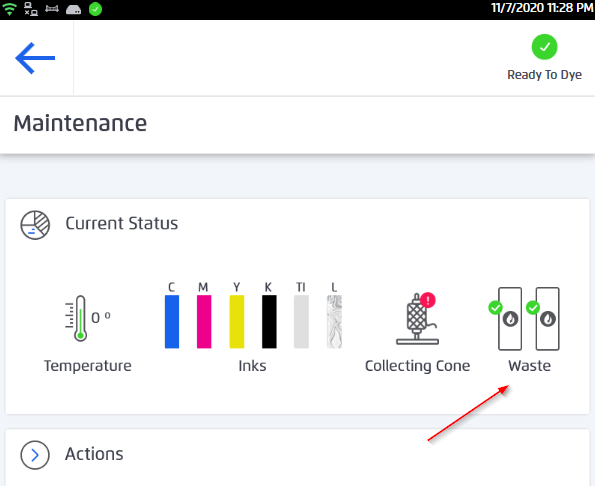 11/7/2020 11:28 PM
Ready To Dye
Maintenance
Current Status
C M Y K TI L
0 º
Temperature
Inks
Collecting Cone
Waste
Actions